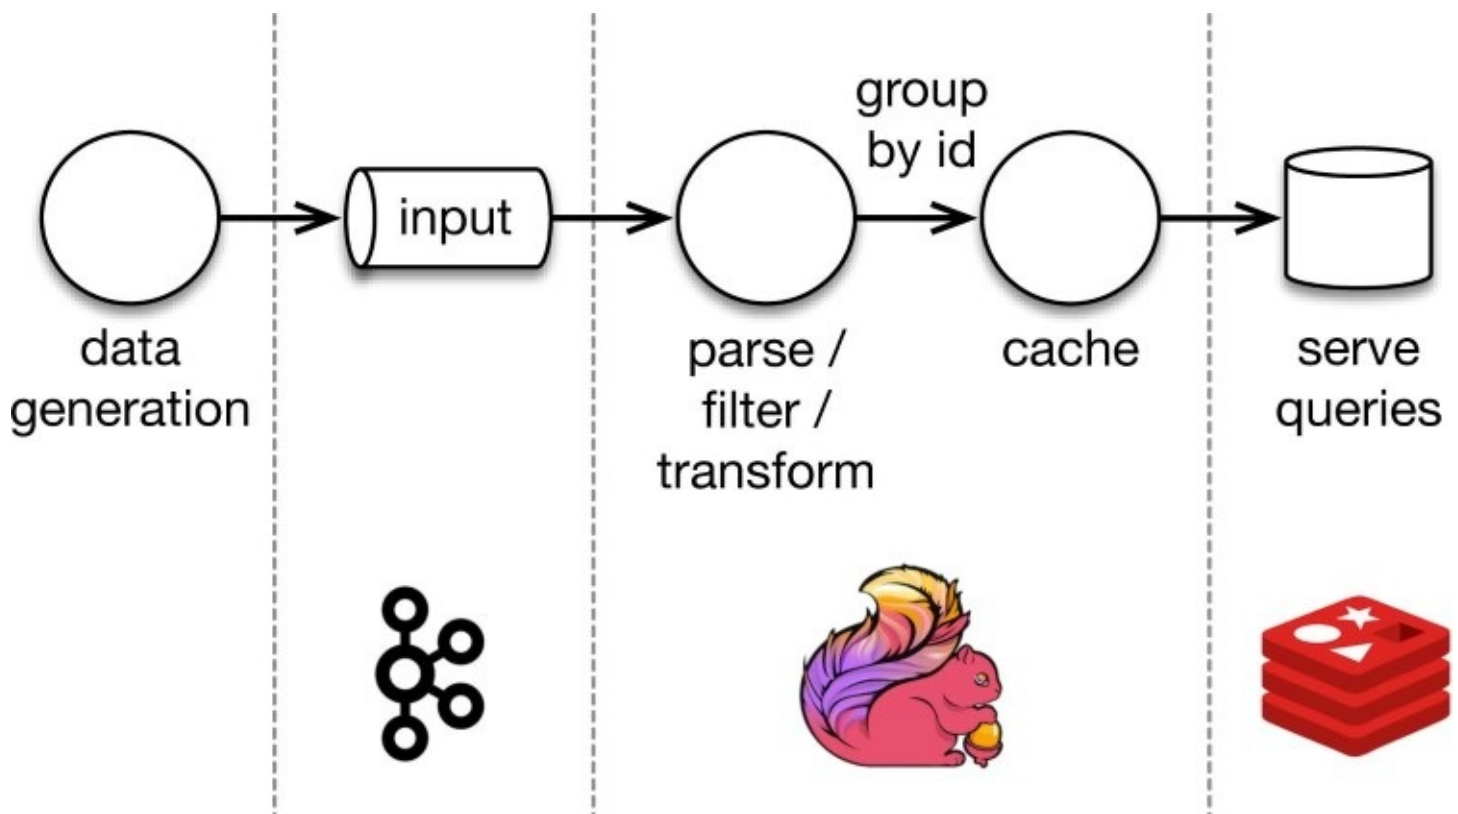 data
generation
input
parse /
filter /
transform
group
by id
cache
serve
queries